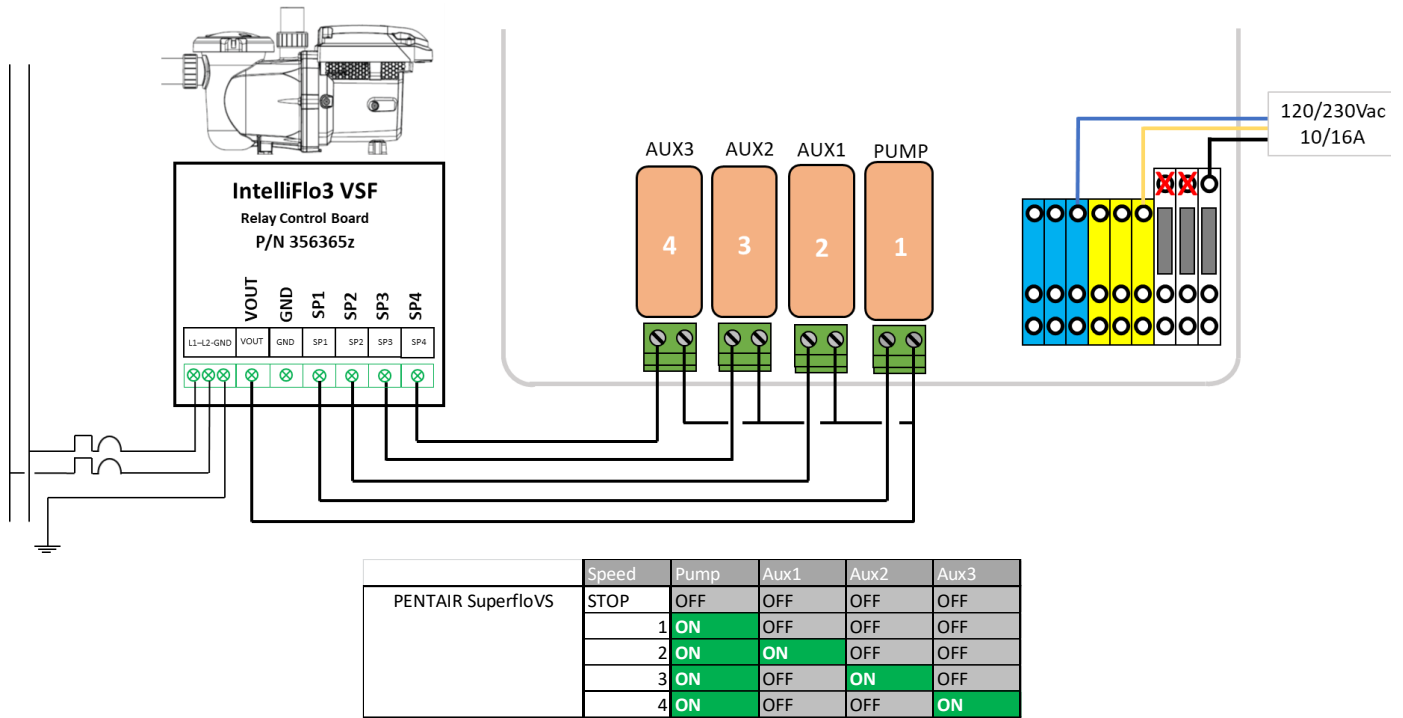 120/230Vac
10/16A
AUX3 AUX2 AUX1 PUMP
4 3 2 1
IntelliFlo3 VSF
Relay Control Board
P/N 356365z
VOUT GND SP1 SP2 SP3 SP4
L1–L2-GND VOUT GND SP1 SP2 SP3 SP4
Speed Pump Aux1 Aux2 Aux3
PENTAIR SuperfloVS STOP OFF OFF OFF OFF
1 ON OFF OFF OFF
2 ON ON OFF OFF
3 ON OFF ON OFF
4 ON OFF OFF ON